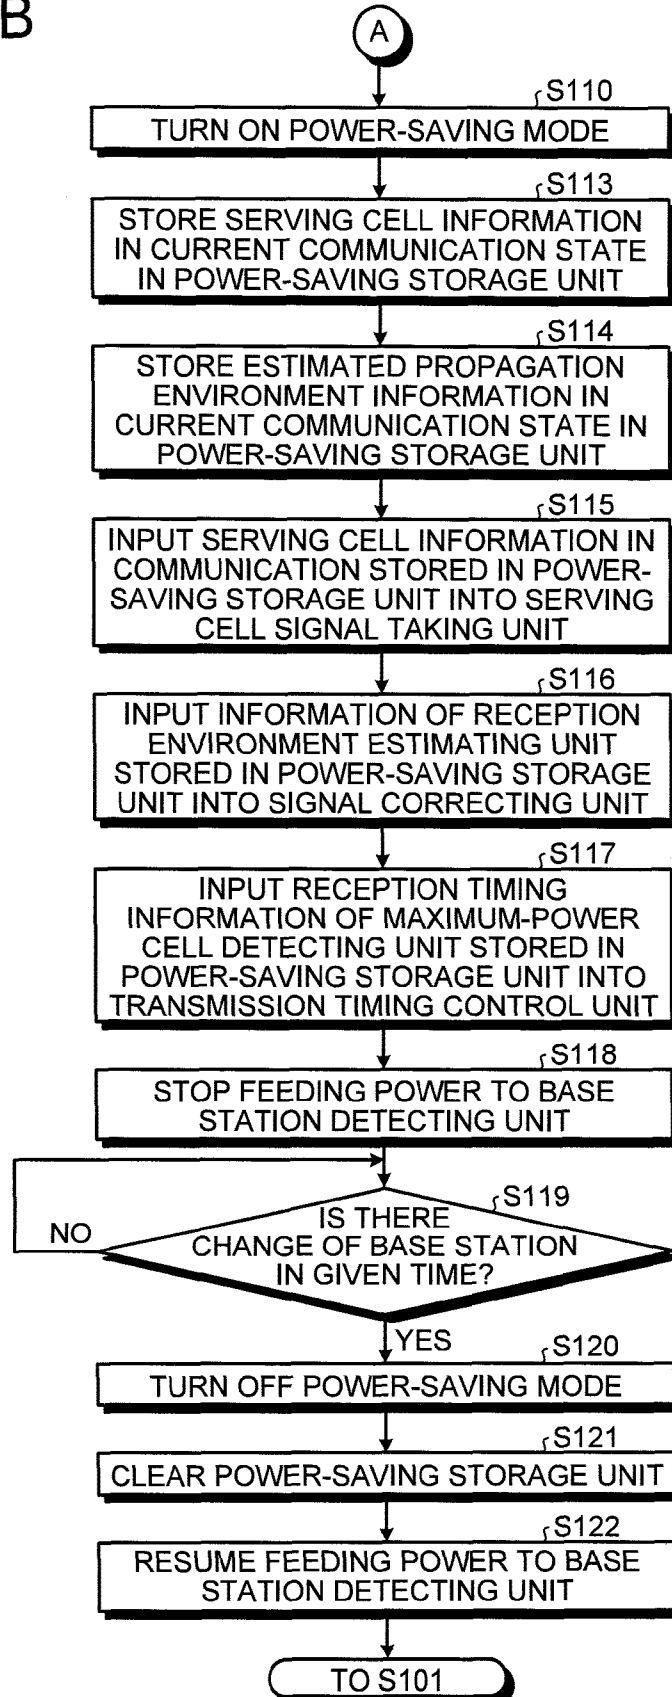 B
A
S110
TURN ON POWER-SAVING MODE
S113
STORE SERVING CELL INFORMATION
IN CURRENT COMMUNICATION STATE
IN POWER-SAVING STORAGE UNIT
S114
STORE ESTIMATED PROPAGATION
ENVIRONMENT INFORMATION IN
CURRENT COMMUNICATION STATE IN
POWER-SAVING STORAGE UNIT
S115
INPUT SERVING CELL INFORMATION IN
COMMUNICATION STORED IN POWER-
SAVING STORAGE UNIT INTO SERVING
CELL SIGNAL TAKING UNIT
S116
INPUT INFORMATION OF RECEPTION
ENVIRONMENT ESTIMATING UNIT
STORED IN POWER-SAVING STORAGE
UNIT INTO SIGNAL CORRECTING UNIT
S117
INPUT RECEPTION TIMING
INFORMATION OF MAXIMUM-POWER
CELL DETECTING UNIT STORED IN
POWER-SAVING STORAGE UNIT INTO
TRANSMISSION TIMING CONTROL UNIT
S118
STOP FEEDING POWER TO BASE
STATION DETECTING UNIT
S119
IS THERE
CHANGE OF BASE STATION
IN GIVEN TIME?
NO
YES
S120
TURN OFF POWER-SAVING MODE
S121
CLEAR POWER-SAVING STORAGE UNIT
S122
RESUME FEEDING POWER TO BASE
STATION DETECTING UNIT
TO S101